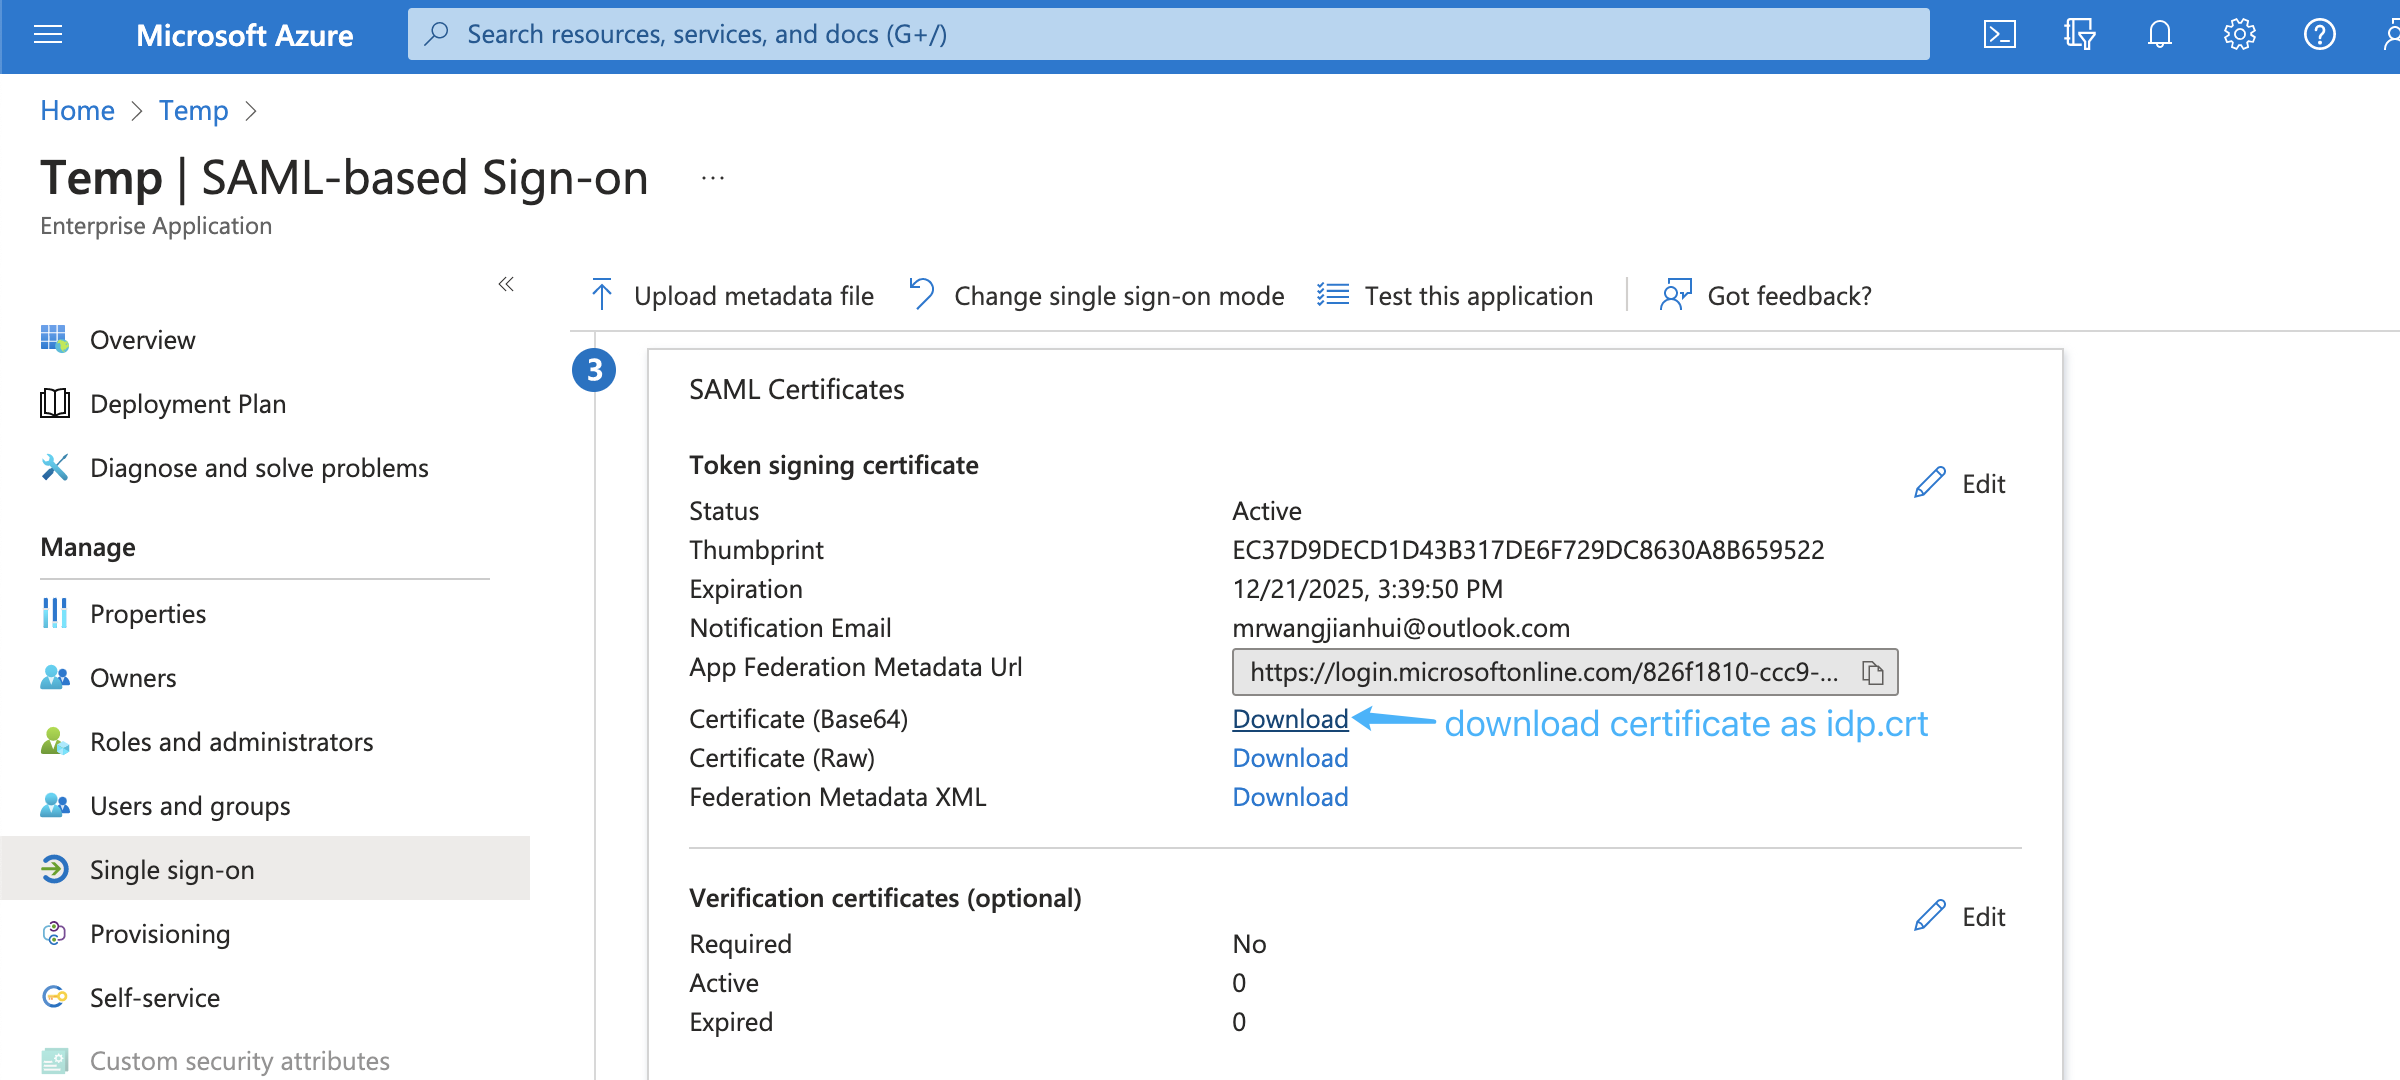 Microsoft Azure
Search resources, services, and docs (G+/)
Home > Temp >
Temp | SAML-based Sign-on ...
Enterprise Application
Upload metadata file
Change single sign-on mode
Test this application
Got feedback?
Overview
Deployment Plan
Diagnose and solve problems
Manage
Properties
Owners
Roles and administrators
Users and groups
Single sign-on
Provisioning
Self-service
Custom security attributes
3
SAML Certificates
Token signing certificate
Edit
Status Active
Thumbprint EC37D9DECD1D43B317DE6F729DC8630A8B659522
Expiration 12/21/2025, 3:39:50 PM
Notification Email mrwangjianhui@outlook.com
App Federation Metadata Url https://login.microsoftonline.com/826f1810-ccc9-...
Certificate (Base64) Download download certificate as idp.crt
Certificate (Raw) Download
Federation Metadata XML Download
Verification certificates (optional)
Edit
Required No
Active 0
Expired 0